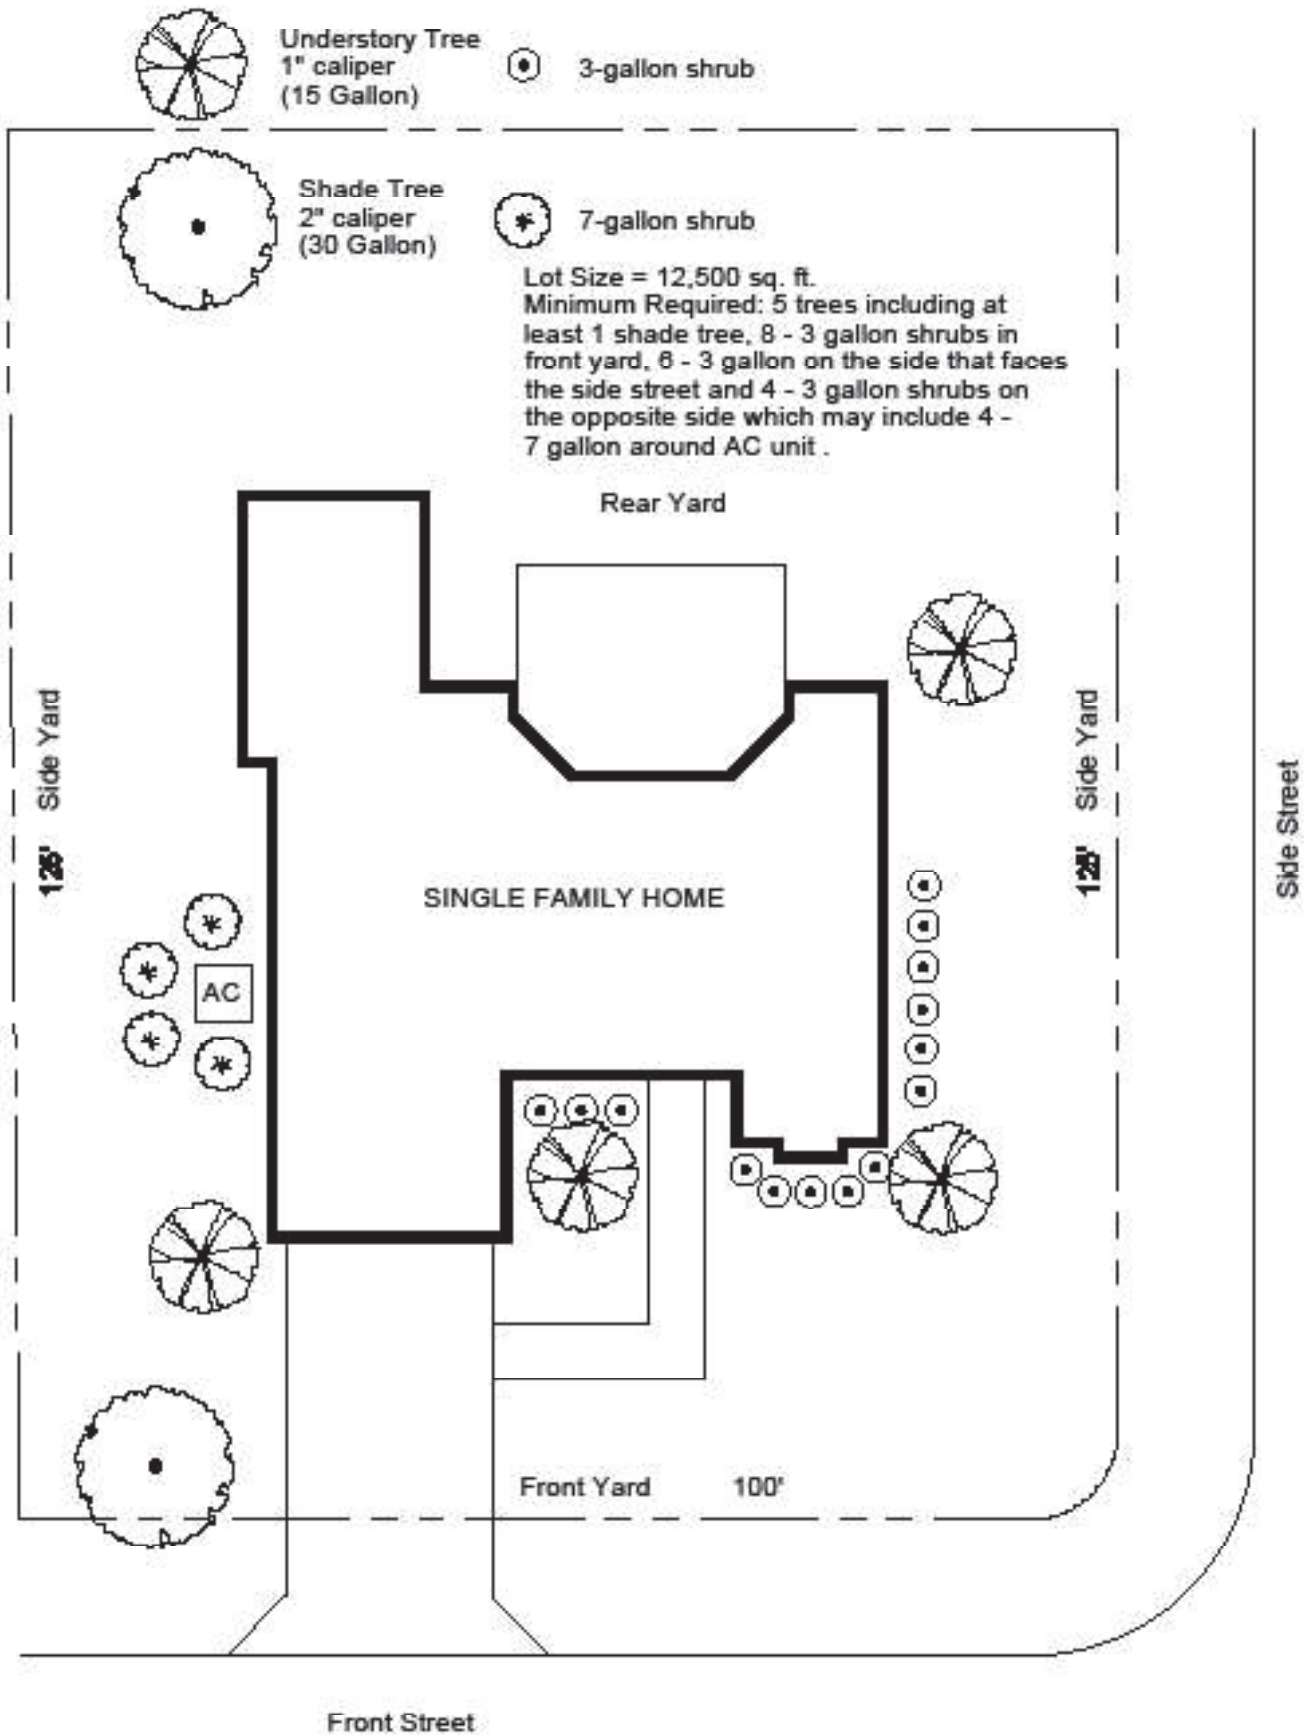 Understory Tree
1" caliper
(15 Gallon)
3-gallon shrub
Shade Tree
2" caliper
(30 Gallon)
7-gallon shrub
Lot Size = 12,500 sq. ft.
Minimum Required: 5 trees including at
least 1 shade tree, 8 - 3 gallon shrubs in
front yard, 6 - 3 gallon on the side that faces
the side street and 4 - 3 gallon shrubs on
the opposite side which may include 4 -
7 gallon around AC unit .
Rear Yard
125' Side Yard
125' Side Yard
Side Street
SINGLE FAMILY HOME
AC
Front Yard 100'
Front Street